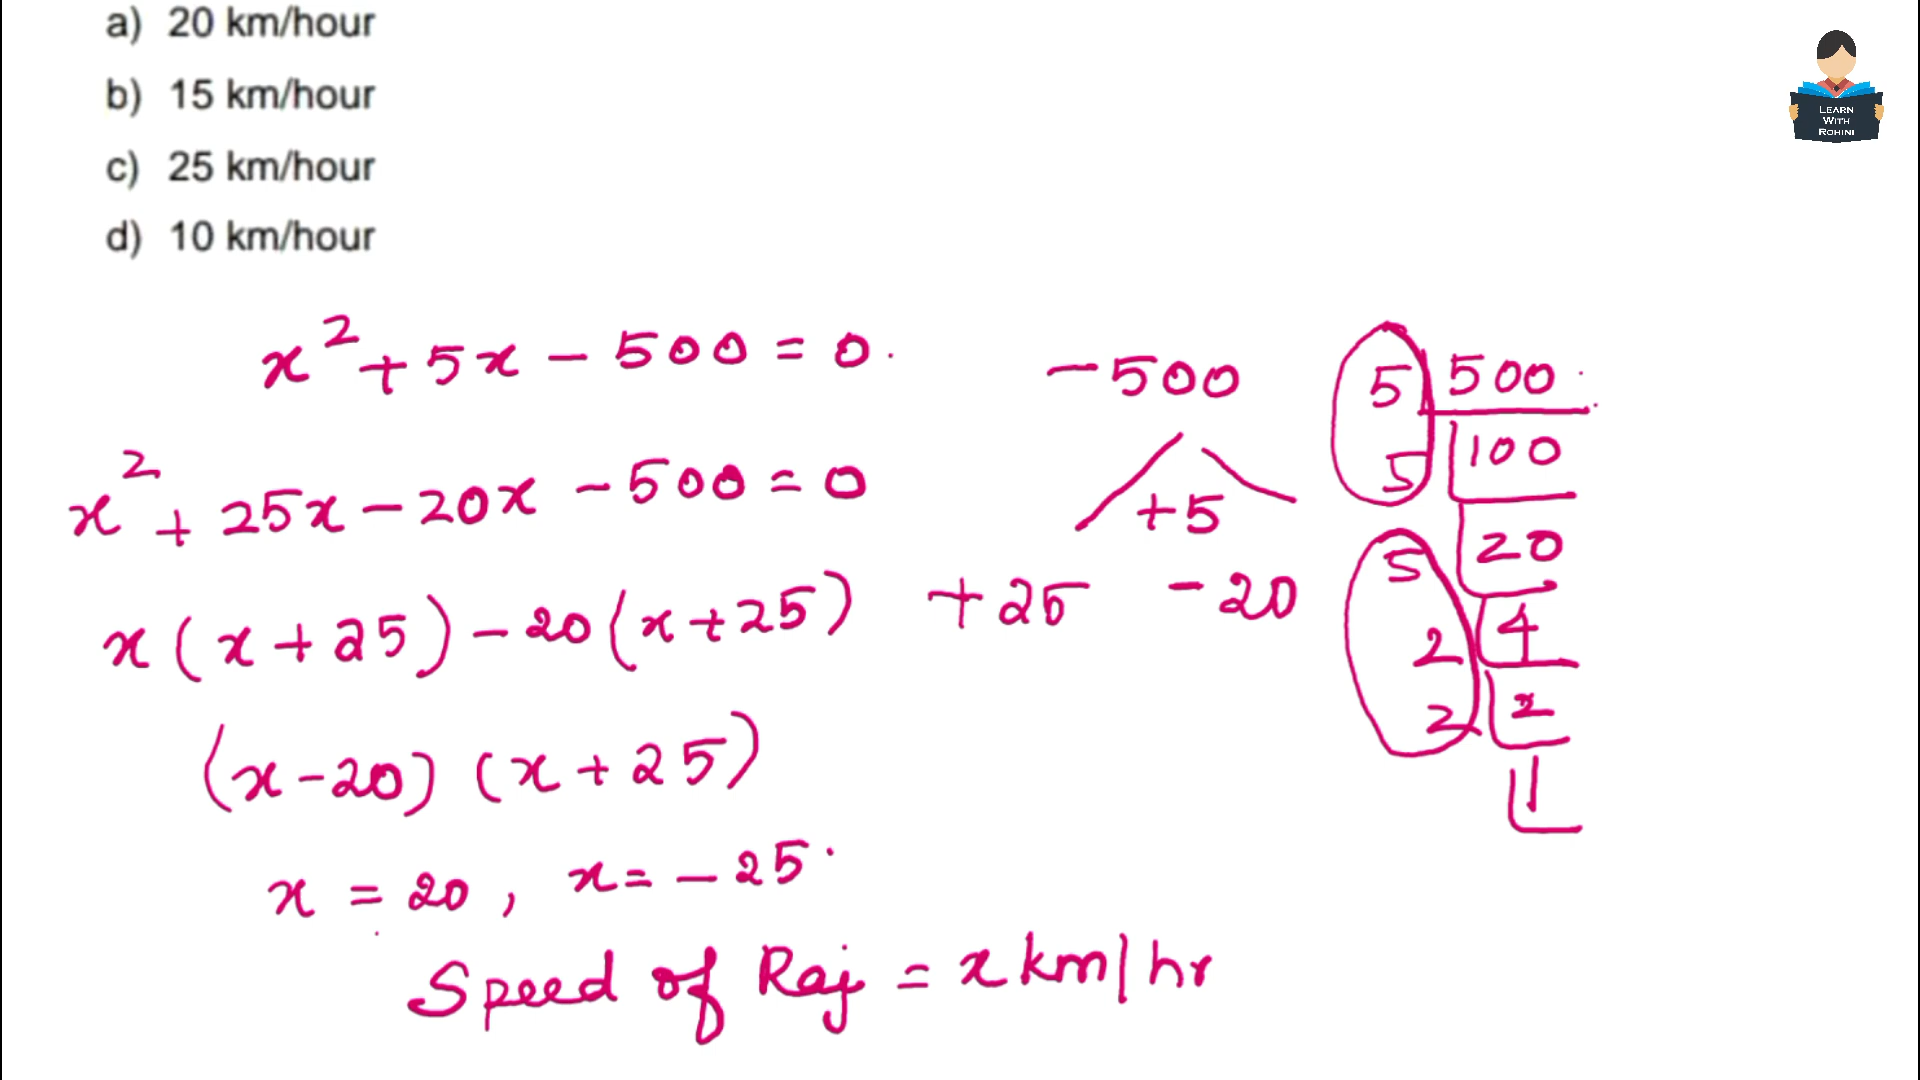 a) 20 km/hour
b) 15 km/hour
c) 25 km/hour
d) 10 km/hour
LEARN
WITH
ROHINI
x² + 5x - 500 = 0.
x² + 25x - 20x - 500 = 0
x(x+25) - 20(x+25)
(x-20) (x+25)
x = 20, x = -25.
Speed of Raj = x km/hr
-500
+5
+25 -20
5 500
5 100
5 20
2 4
2 2
1